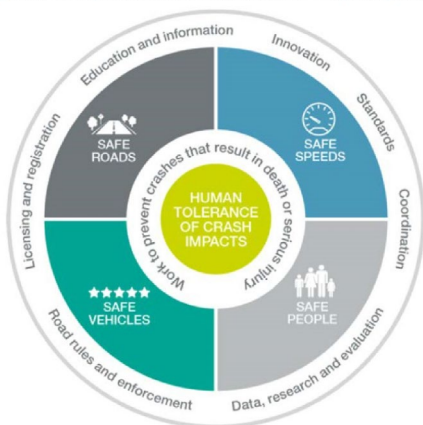 Education and information
Innovation
Standards
Coordination
Data, research and evaluation
Road rules and enforcement
Licensing and registration
SAFE
ROADS
SAFE
SPEEDS
SAFE
VEHICLES
SAFE
PEOPLE
Work to prevent crashes that result in death or serious injury
HUMAN
TOLERANCE
OF CRASH
IMPACTS